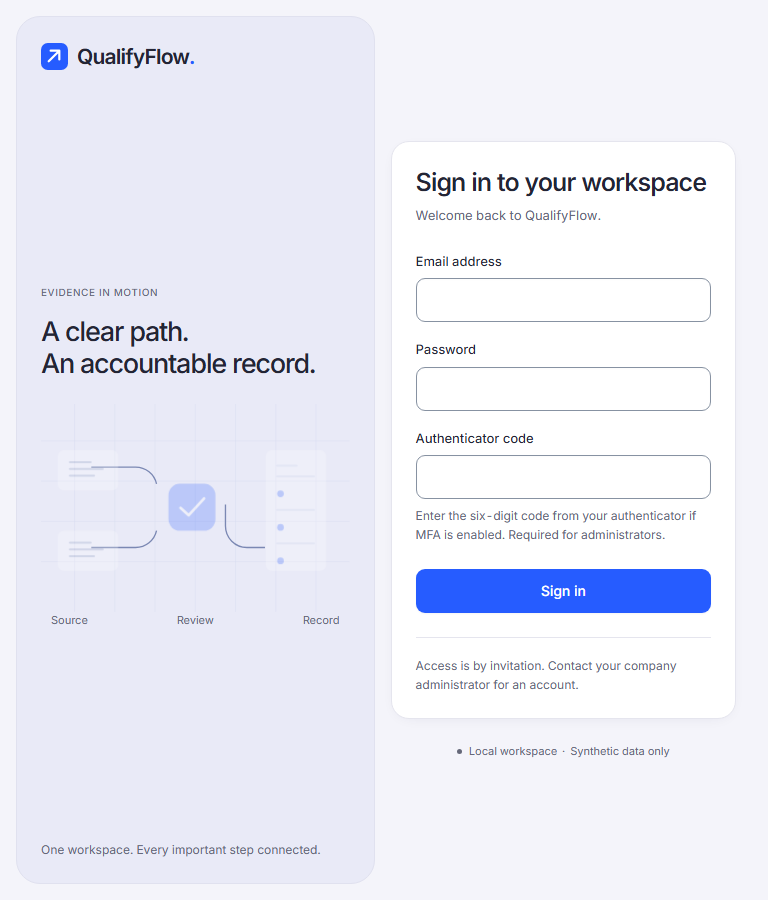 QualifyFlow.
EVIDENCE IN MOTION
A clear path.
An accountable record.
Source
Review
Record
One workspace. Every important step connected.
Sign in to your workspace
Welcome back to QualifyFlow.
Email address
Password
Authenticator code
Enter the six-digit code from your authenticator if
MFA is enabled. Required for administrators.
Sign in
Access is by invitation. Contact your company
administrator for an account.
Local workspace · Synthetic data only